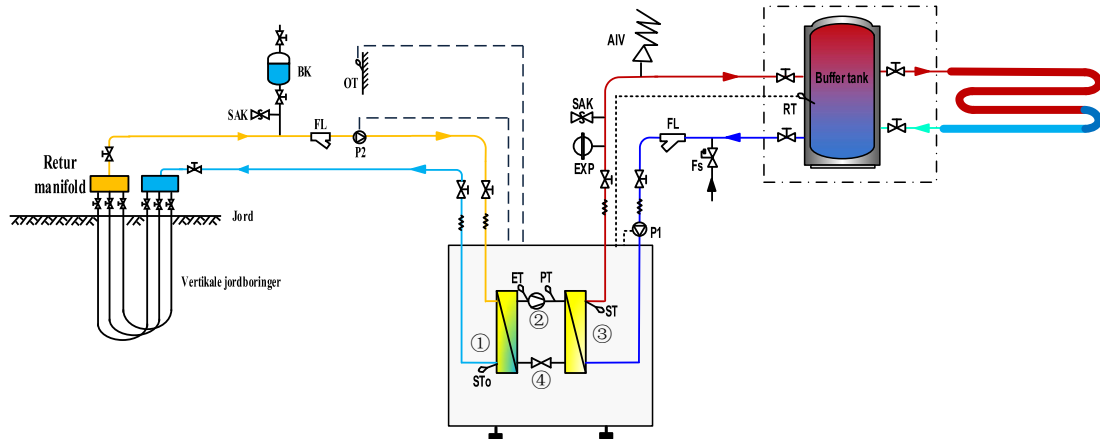 AIV
BK
OT
Buffer tank
SAK
FL
P2
SAK
FL
RT
EXP
Fs
Retur
manifold
Jord
P1
Vertikale jordboringer
ET
PT
②
ST
①
③
④
STo